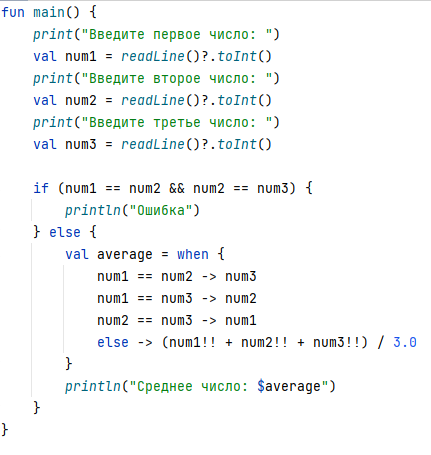 fun main() {
    print("Введите первое число: ")
    val num1 = readLine()?.toInt()
    print("Введите второе число: ")
    val num2 = readLine()?.toInt()
    print("Введите третье число: ")
    val num3 = readLine()?.toInt()

    if (num1 == num2 && num2 == num3) {
        println("Ошибка")
    } else {
        val average = when {
            num1 == num2 -> num3
            num1 == num3 -> num2
            num2 == num3 -> num1
            else -> (num1!! + num2!! + num3!!) / 3.0
        }
        println("Среднее число: $average")
    }
}